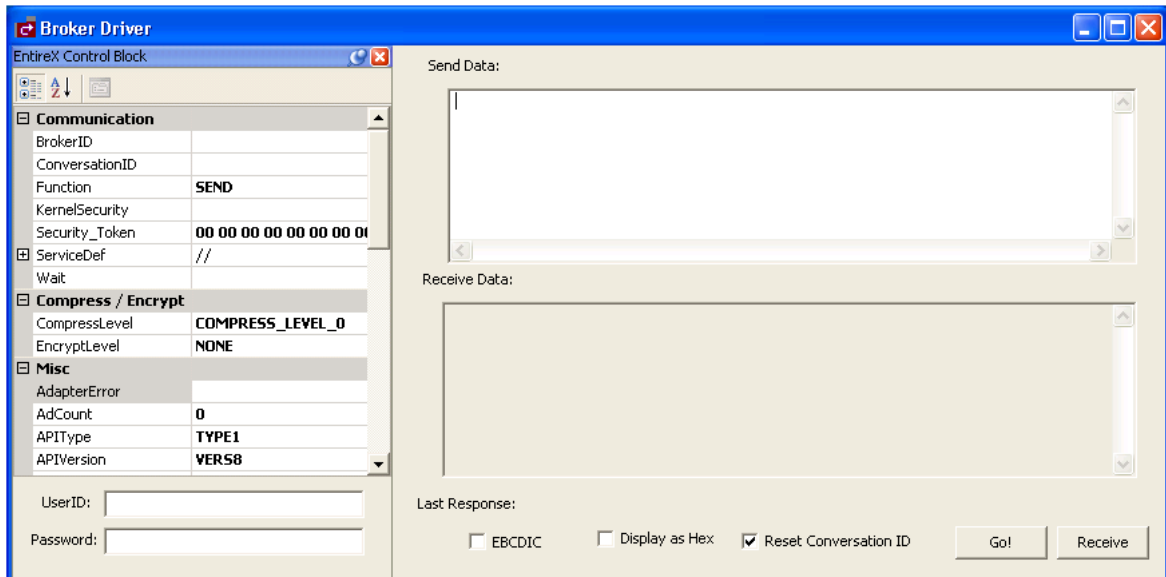 Broker Driver
EntireX Control Block
Communication
BrokerID
ConversationID
Function SEND
KernelSecurity
Security_Token 00 00 00 00 00 00 00 00
ServiceDef //
Wait
Compress / Encrypt
CompressLevel COMPRESS_LEVEL_0
EncryptLevel NONE
Misc
AdapterError
AdCount 0
APIType TYPE1
APIVersion VERS8
UserID:
Password:
Send Data:
Receive Data:
Last Response:
EBCDIC Display as Hex Reset Conversation ID Go! Receive